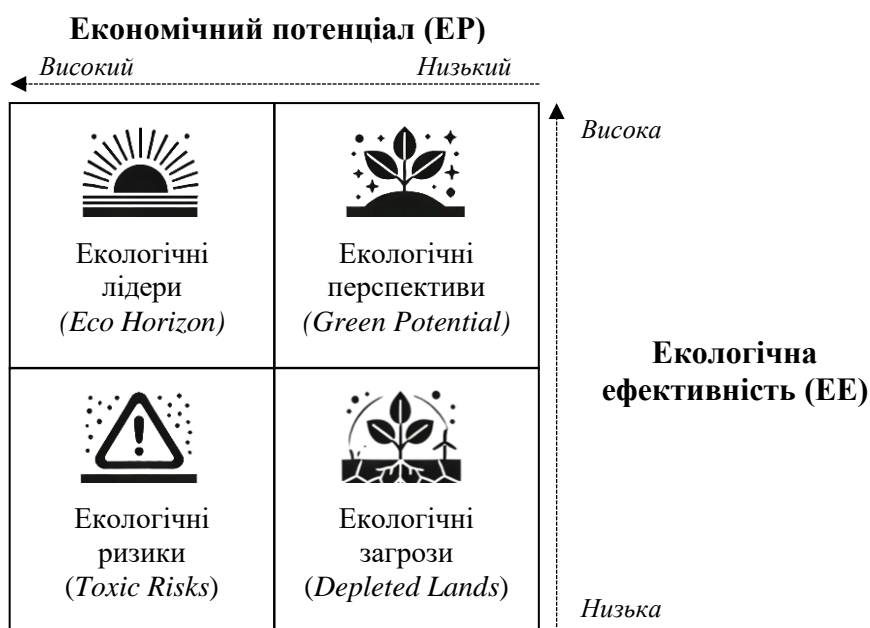 Економічний потенціал (EP)
Високий
Низький
Висока
Екологічні
лідери
(Eco Horizon)
Екологічні
перспективи
(Green Potential)
Екологічна
ефективність (ЕЕ)
Екологічні
ризики
(Toxic Risks)
Екологічні
загрози
(Depleted Lands)
Низька